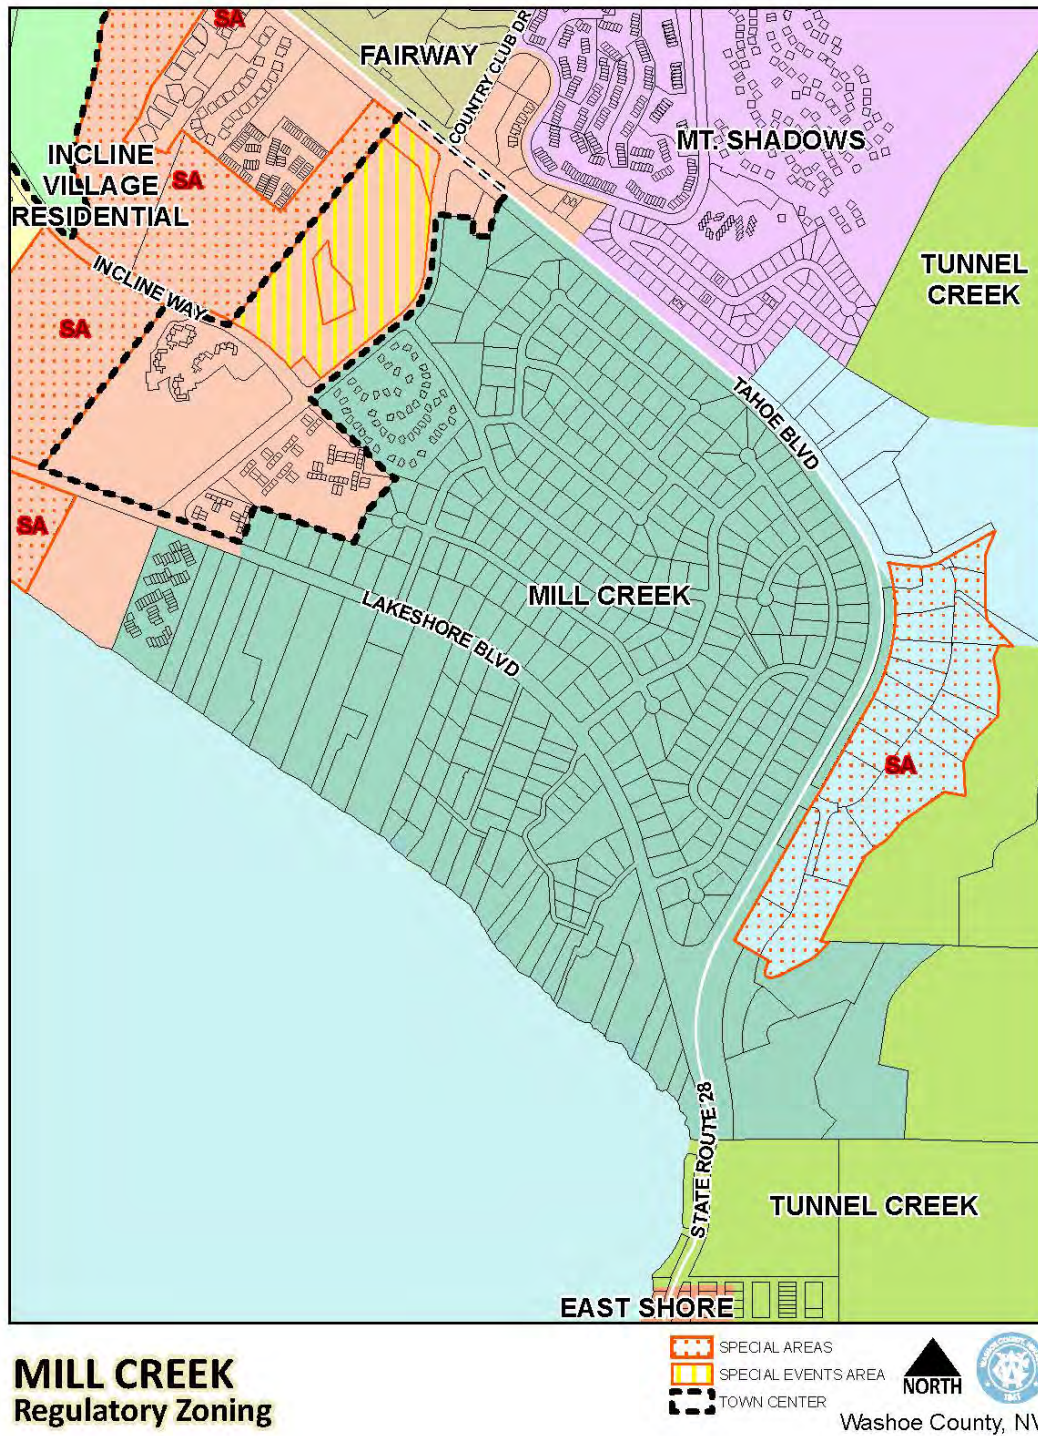 SA
FAIRWAY
COUNTRY CLUB DR
MT. SHADOWS
INCLINE
VILLAGE
RESIDENTIAL
SA
TUNNEL
CREEK
INCLINE WAY
SA
TAHOE BLVD
SA
MILL CREEK
LAKESHORE BLVD
SA
STATE ROUTE 28
TUNNEL CREEK
EAST SHORE
MILL CREEK
Regulatory Zoning
SPECIAL AREAS
SPECIAL EVENTS AREA
TOWN CENTER
NORTH
Washoe County, NV